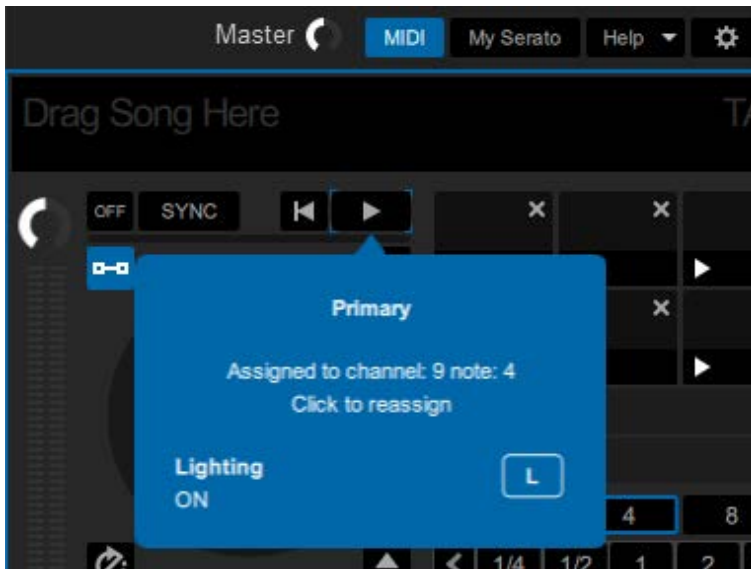 Master MIDI My Serato Help
Drag Song Here
OFF SYNC
Primary
Assigned to channel: 9 note: 4
Click to reassign
Lighting L
ON
4 8
1/4 1/2 1 2